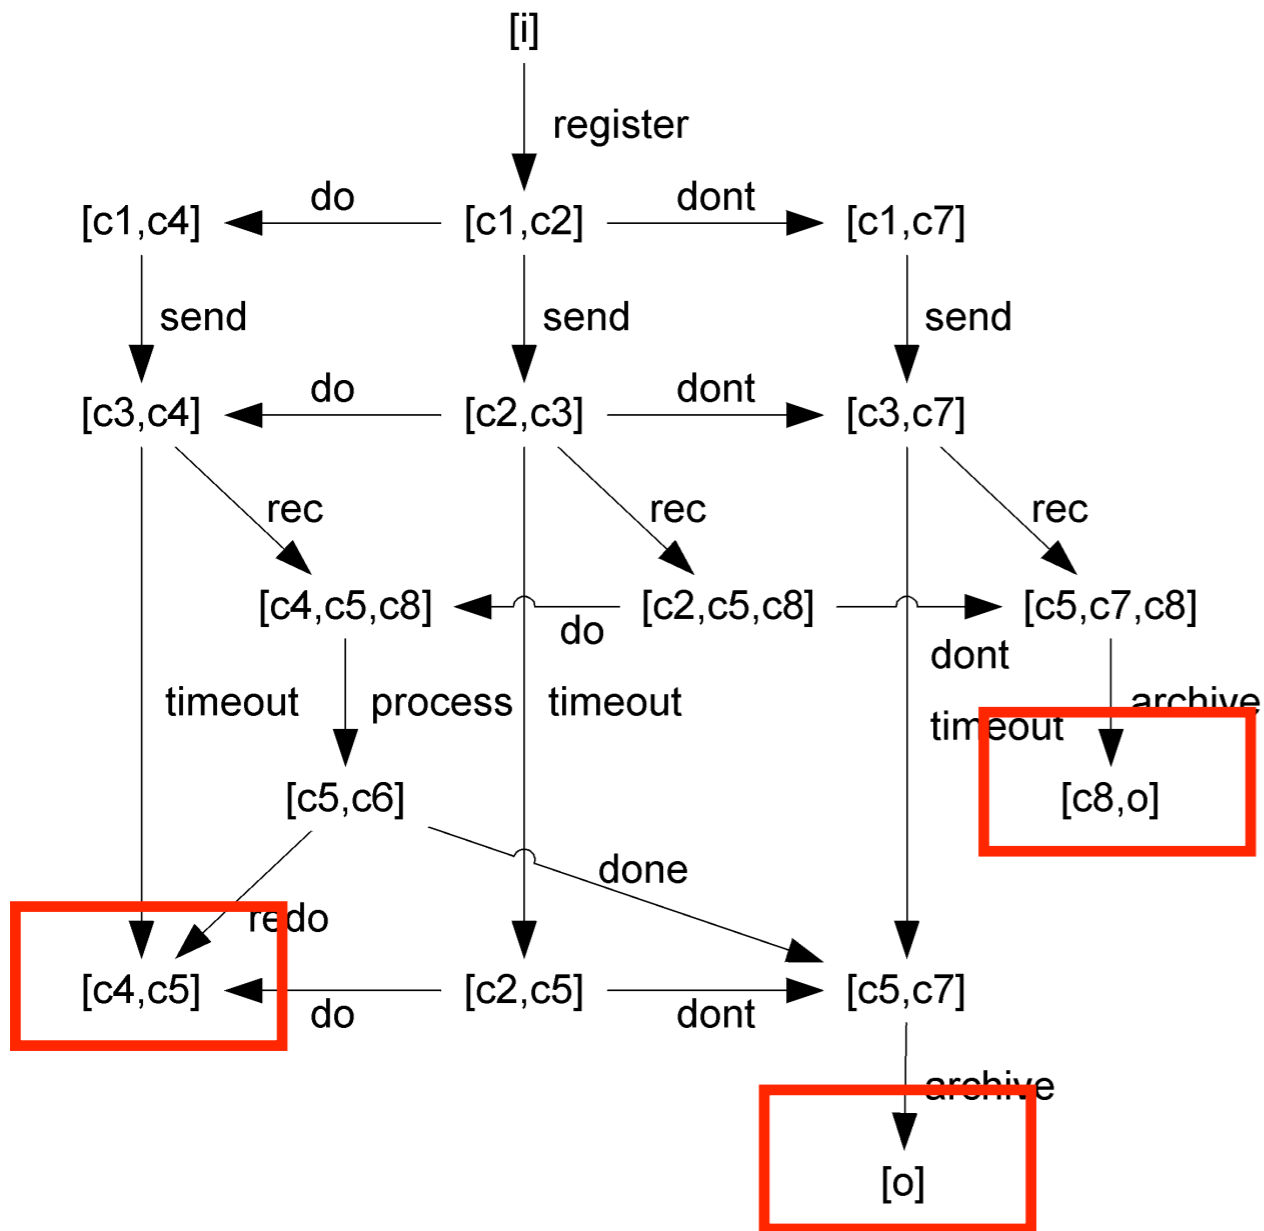 [i]
register
do
dont
[c1,c4]
[c1,c2]
[c1,c7]
send
send
send
do
dont
[c3,c4]
[c2,c3]
[c3,c7]
rec
rec
rec
[c4,c5,c8]
[c2,c5,c8]
[c5,c7,c8]
do
dont
timeout
process
timeout
timeout
archive
[c5,c6]
[c8,o]
done
redo
[c4,c5]
[c2,c5]
[c5,c7]
do
dont
archive
[o]